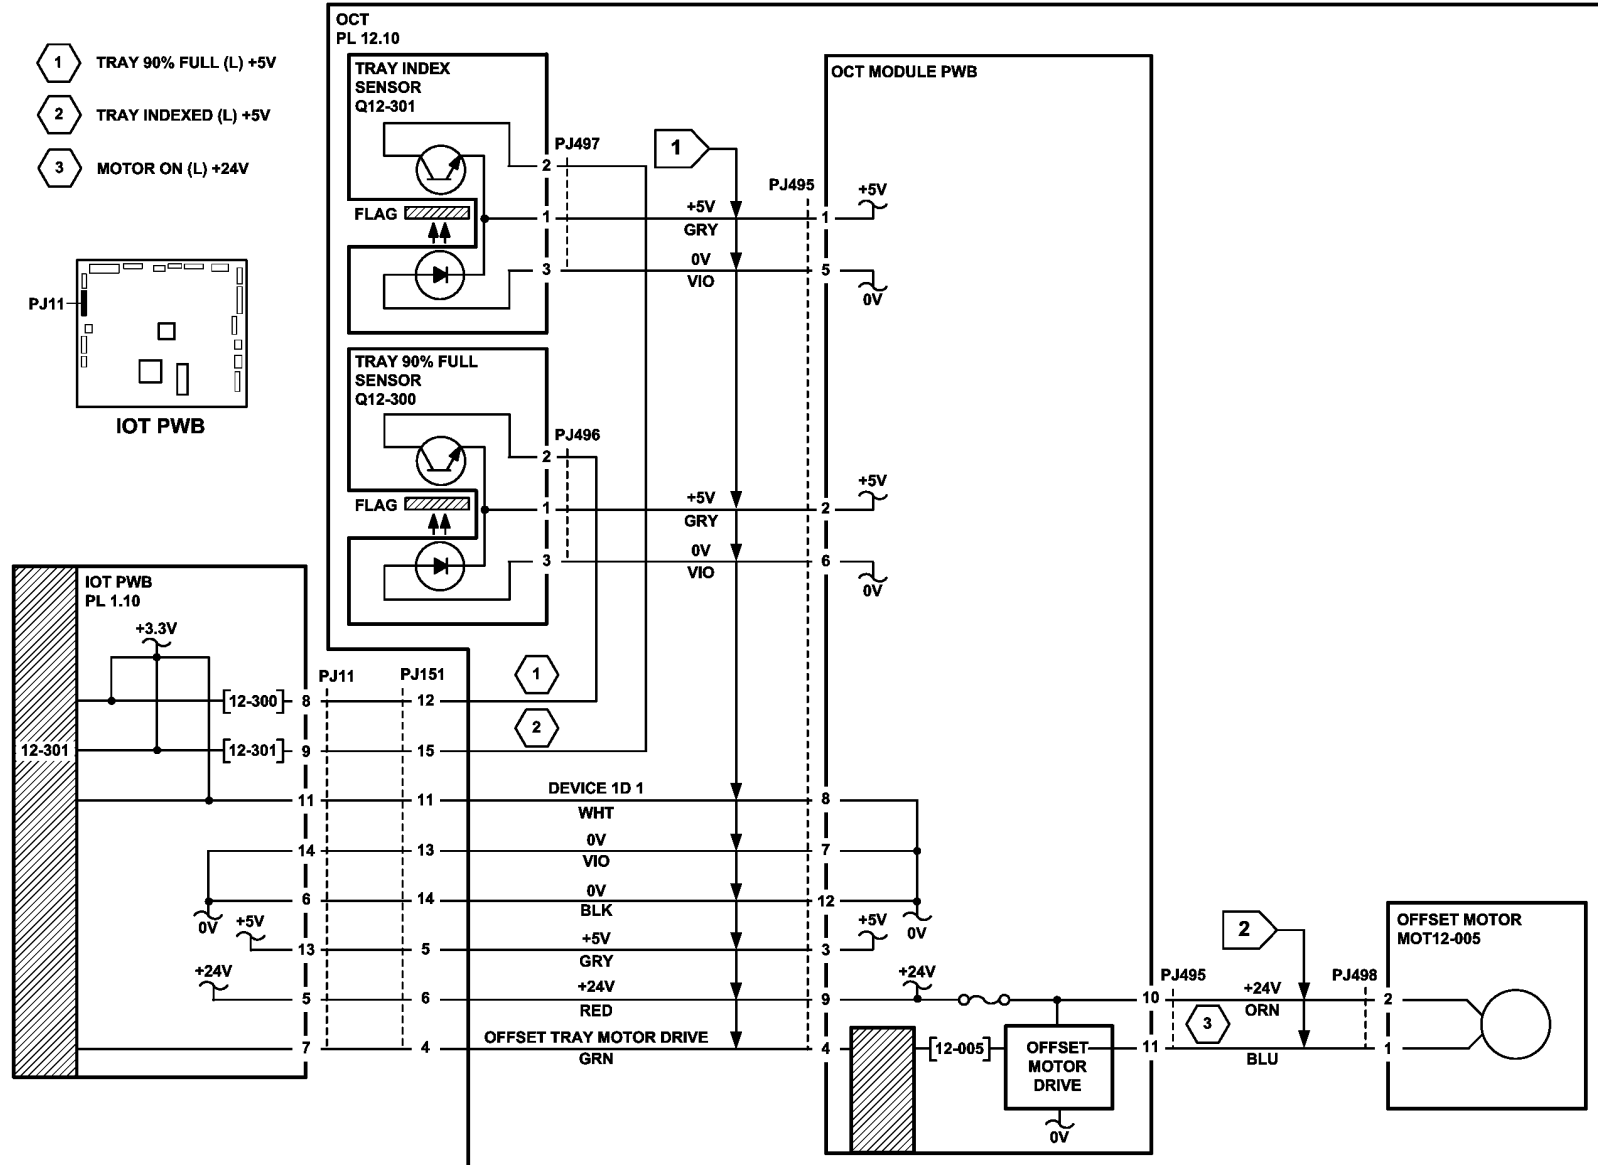 OCT
PL 12.10
1 TRAY 90% FULL (L) +5V
2 TRAY INDEXED (L) +5V
3 MOTOR ON (L) +24V
PJ11
IOT PWB
TRAY INDEX
SENSOR
Q12-301
FLAG
PJ497
2
1
3
1
+5V
GRY
0V
VIO
PJ495
OCT MODULE PWB
1
+5V
5
0V
TRAY 90% FULL
SENSOR
Q12-300
FLAG
PJ496
2
1
3
+5V
GRY
0V
VIO
2
+5V
6
0V
IOT PWB
PL 1.10
+3.3V
PJ11
PJ151
1
[12-300] 8
12
2
12-301
[12-301] 9
15
11
11
DEVICE 1D 1
WHT
8
14
13
0V
VIO
7
6
14
0V
BLK
12
0V
0V
+5V
13
5
+5V
GRY
3
+5V
+24V
5
6
+24V
RED
9
+24V
7
4
OFFSET TRAY MOTOR DRIVE
GRN
4
[12-005]
OFFSET
MOTOR
DRIVE
0V
10
11
PJ495
2
PJ498
+24V
ORN
3
BLU
2
1
OFFSET MOTOR
MOT12-005